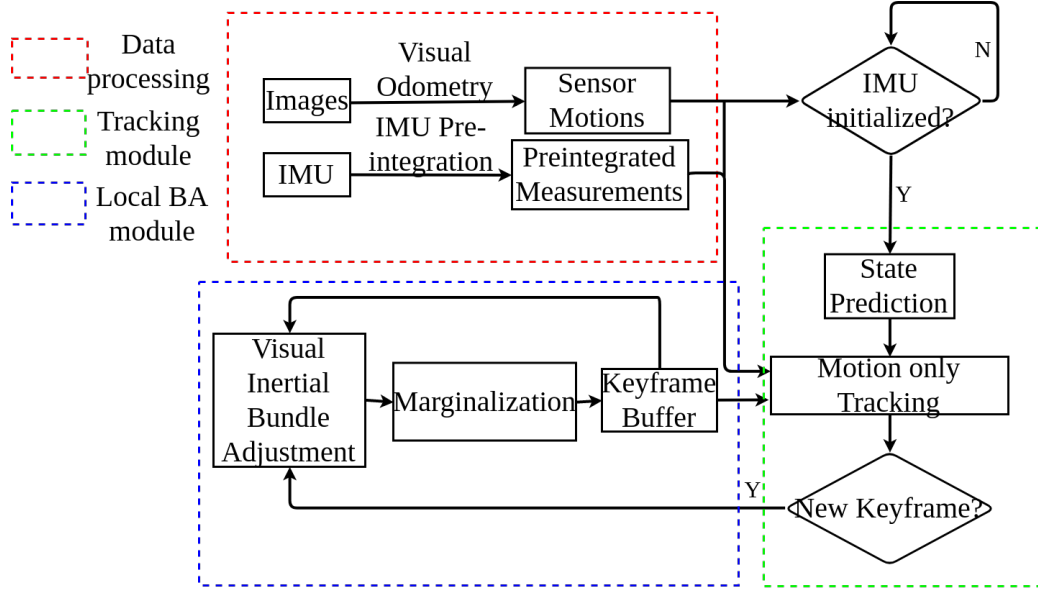 Data
processing
Tracking
module
Local BA
module
Visual
Odometry
Images
Sensor
Motions
IMU Pre-
integration
IMU
Preintegrated
Measurements
IMU
initialized?
N
Y
State
Prediction
Motion only
Tracking
New Keyframe?
Y
Visual
Inertial
Bundle
Adjustment
Marginalization
Keyframe
Buffer